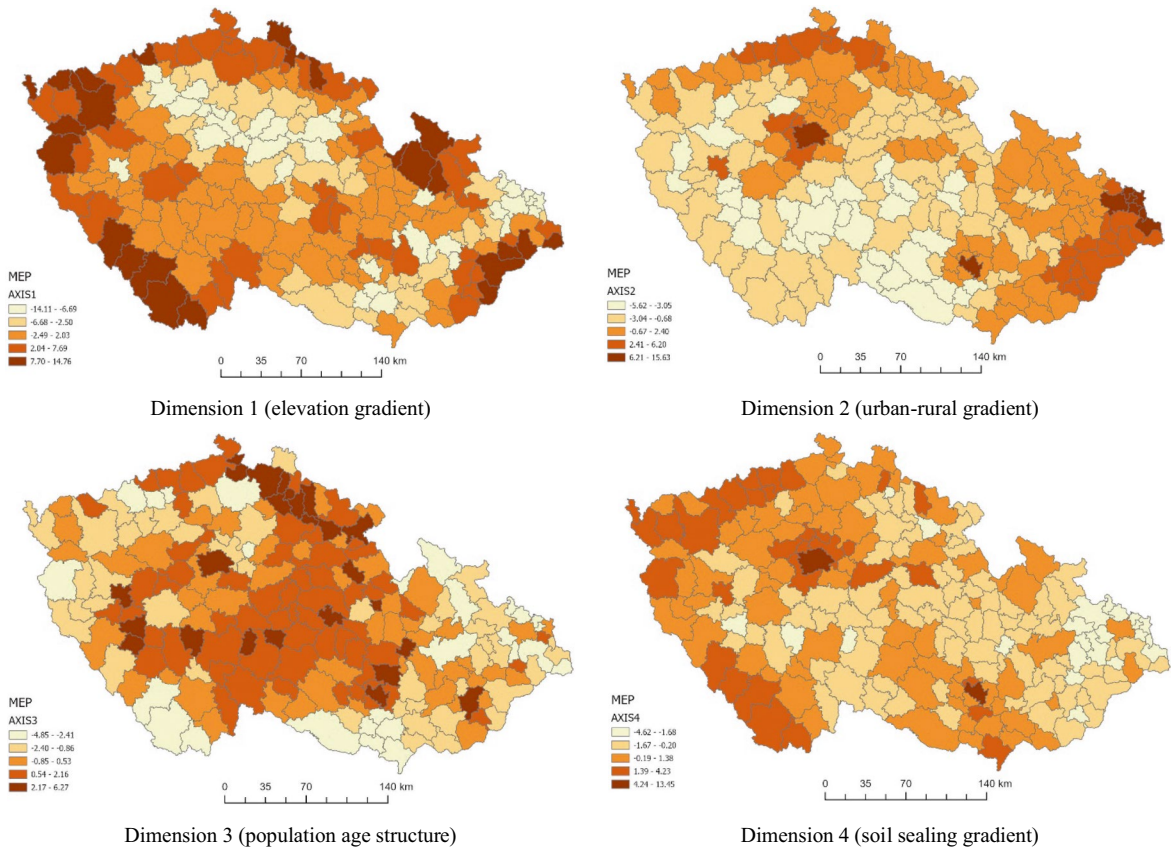 MEP
AXIS1
-14.11 - -6.69
-6.68 - -2.50
-2.49 - 2.03
2.04 - 7.69
7.70 - 14.76
0 35 70 140 km
Dimension 1 (elevation gradient)
MEP
AXIS2
-5.62 - -3.05
-3.04 - -0.68
-0.67 - 2.40
2.41 - 6.20
6.21 - 15.63
0 35 70 140 km
Dimension 2 (urban-rural gradient)
MEP
AXIS3
-4.85 - -2.41
-2.40 - -0.86
-0.85 - 0.53
0.54 - 2.16
2.17 - 6.27
0 35 70 140 km
Dimension 3 (population age structure)
MEP
AXIS4
-4.62 - -1.68
-1.67 - -0.20
-0.19 - 1.38
1.39 - 4.23
4.24 - 13.45
0 35 70 140 km
Dimension 4 (soil sealing gradient)